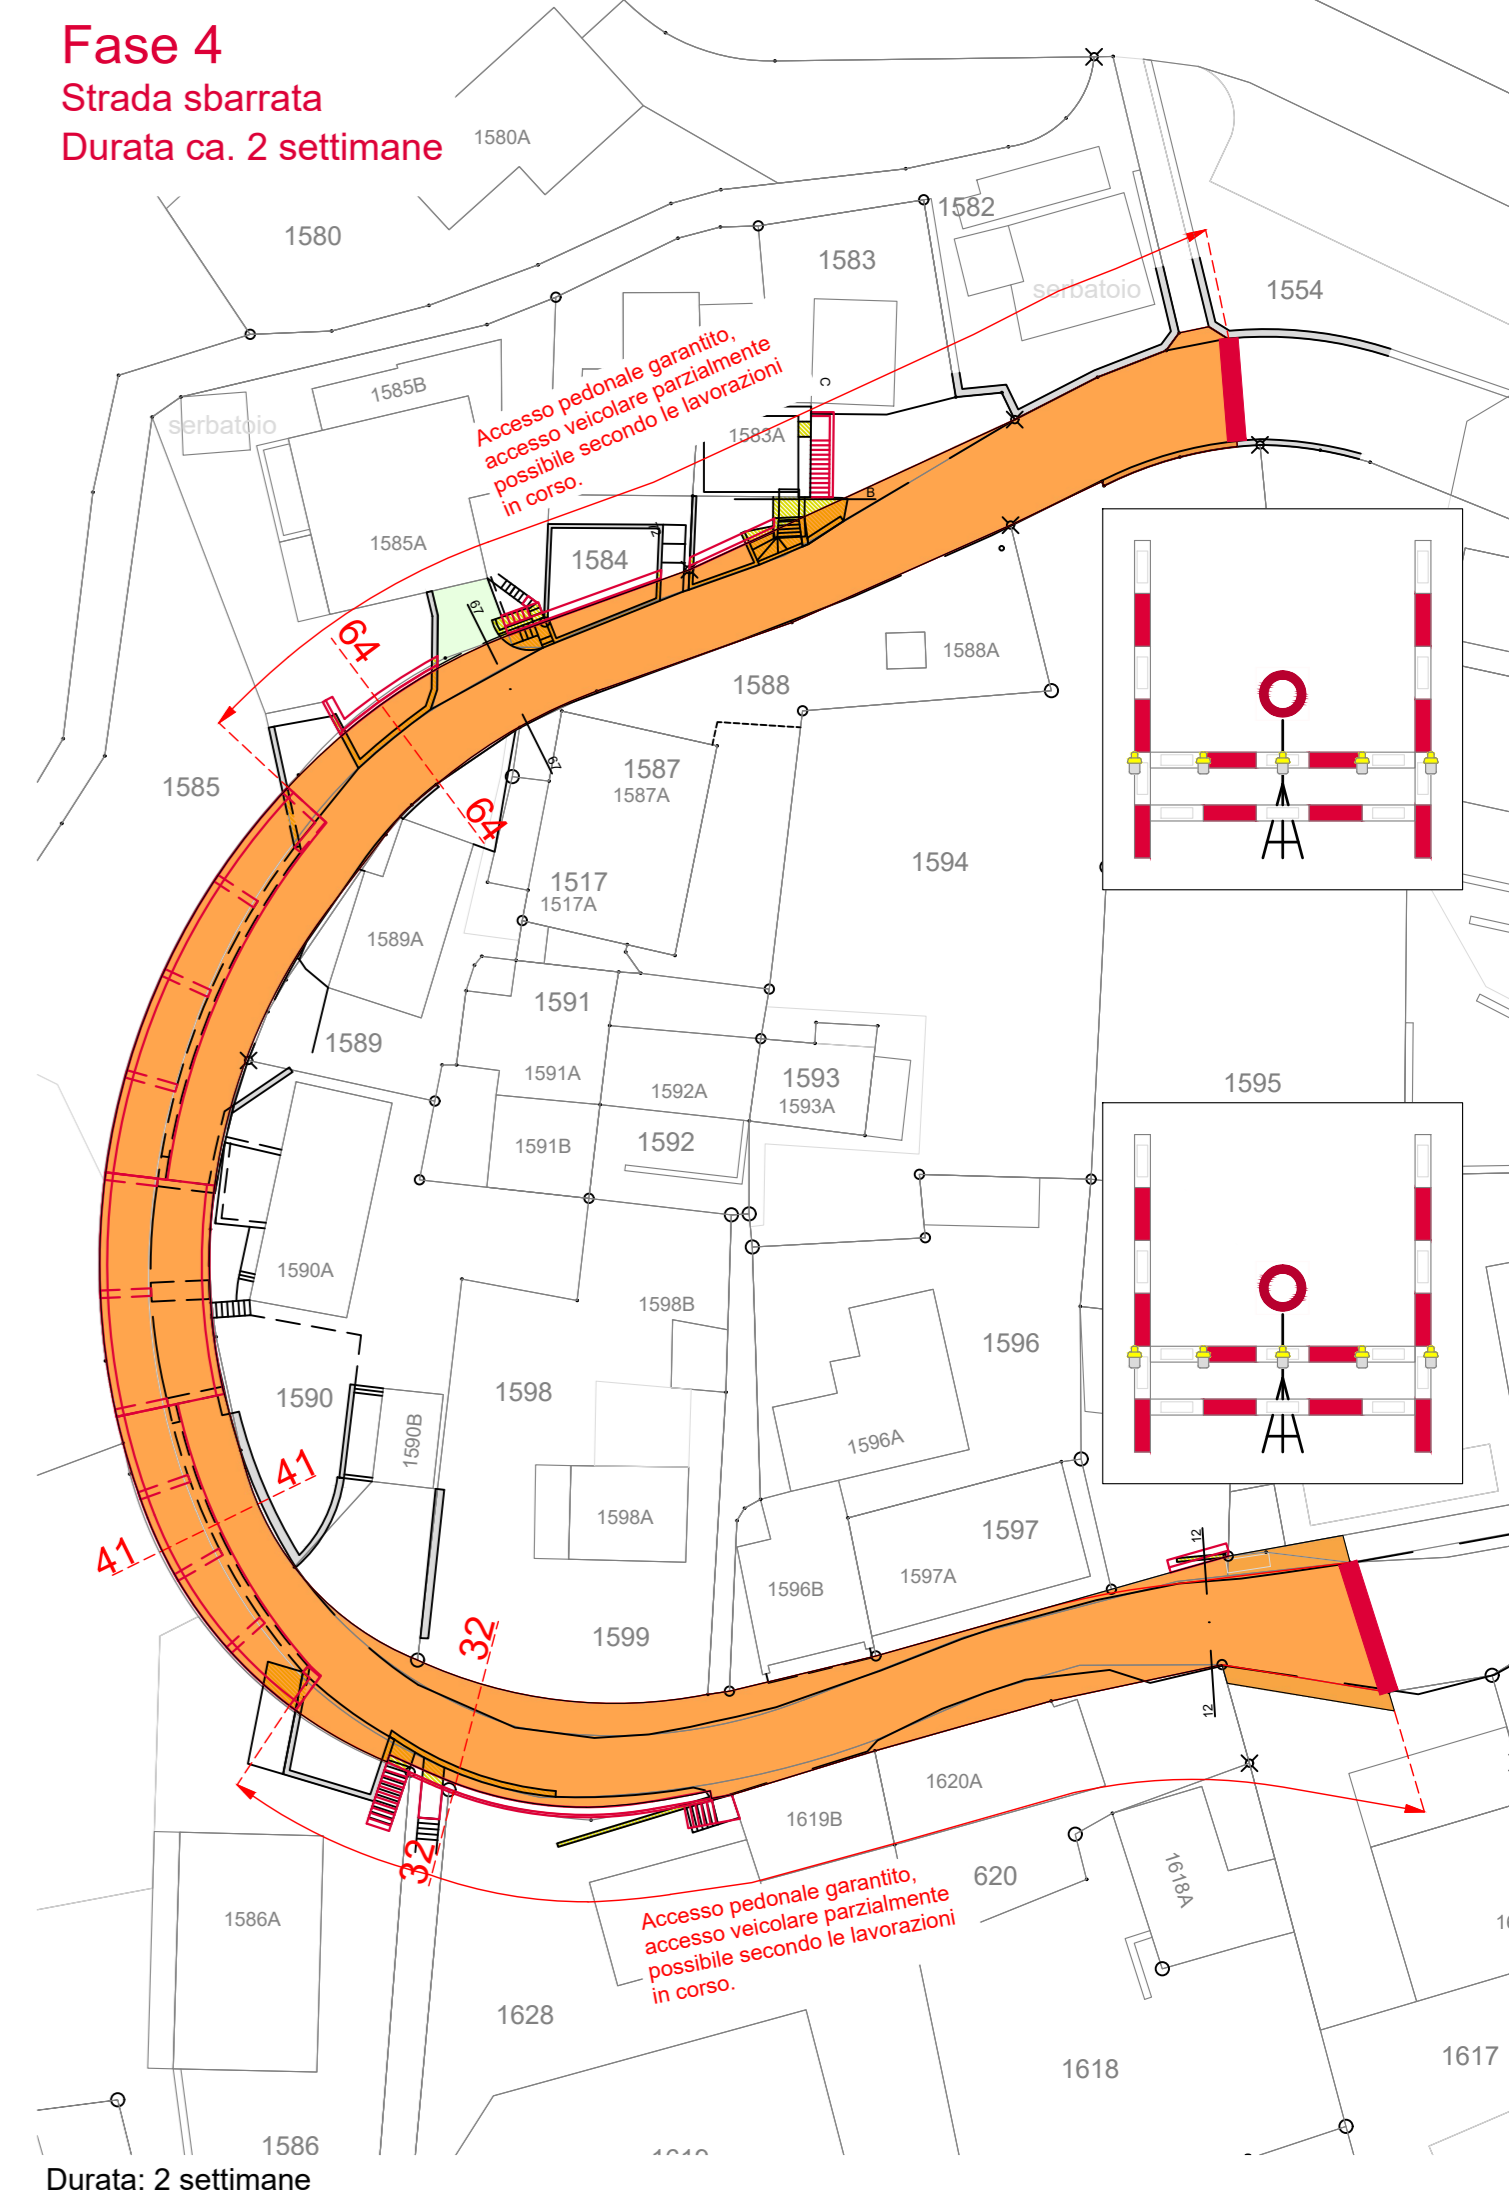 Fase 4
Strada sbarrata
Durata ca. 2 settimane
1580A
1580
1582
1583
serbatoio
1554
1585B
serbatoio
Accesso pedonale garantito,
accesso veicolare parzialmente
possibile secondo le lavorazioni
in corso.
C
1583A
B
1585A
1584
67
64
1588A
1588
67
64
1585
1587
1587A
1594
1517
1517A
1589A
1591
1589
1591A
1592A
1593
1593A
1595
1591B
1592
1590A
1598B
1596
1590
1598
1590B
1596A
41
41
1598A
1597
12
1596B
1597A
32
1599
12
1620A
1619B
32
620
1618A
1586A
Accesso pedonale garantito,
accesso veicolare parzialmente
possibile secondo le lavorazioni
in corso.
1628
1618
1617
1586
Durata: 2 settimane